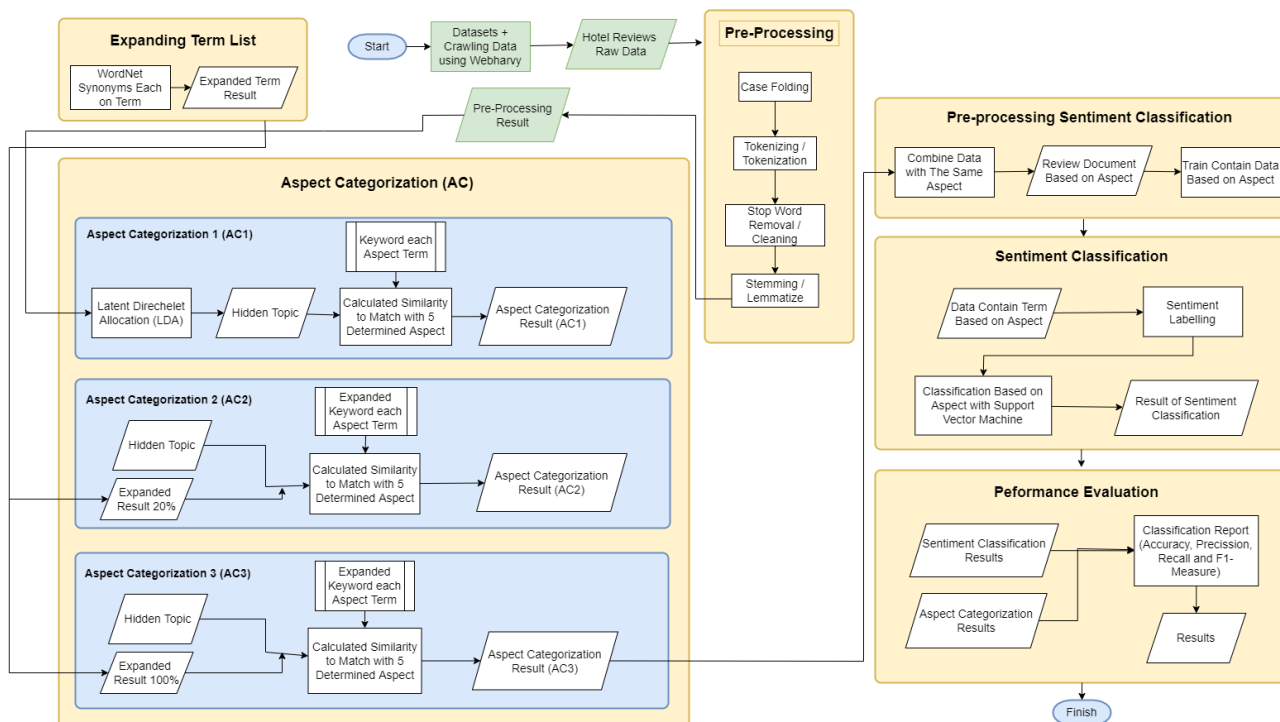 Expanding Term List
WordNet
Synonyms Each
on Term
Expanded Term
Result
Start
Datasets +
Crawling Data
using Webharvy
Hotel Reviews
Raw Data
Pre-Processing
Case Folding
Tokenizing /
Tokenization
Stop Word
Removal /
Cleaning
Stemming /
Lemmatize
Pre-Processing
Result
Aspect Categorization (AC)
Aspect Categorization 1 (AC1)
Keyword each
Aspect Term
Latent Direchelet
Allocation (LDA)
Hidden Topic
Calculated Similarity
to Match with 5
Determined Aspect
Aspect Categorization
Result (AC1)
Aspect Categorization 2 (AC2)
Expanded
Keyword each
Aspect Term
Hidden Topic
Expanded
Result 20%
Calculated Similarity
to Match with 5
Determined Aspect
Aspect Categorization
Result (AC2)
Aspect Categorization 3 (AC3)
Expanded
Keyword each
Aspect Term
Hidden Topic
Expanded
Result 100%
Calculated Similarity
to Match with 5
Determined Aspect
Aspect Categorization
Result (AC3)
Pre-processing Sentiment Classification
Combine Data
with The Same
Aspect
Review Document
Based on Aspect
Train Contain Data
Based on Aspect
Sentiment Classification
Data Contain Term
Based on Aspect
Sentiment
Labelling
Classification Based on
Aspect with Support
Vector Machine
Result of Sentiment
Classification
Peformance Evaluation
Sentiment Classification
Results
Aspect Categorization
Results
Classification Report
(Accuracy, Precission,
Recall and F1-
Measure)
Results
Finish